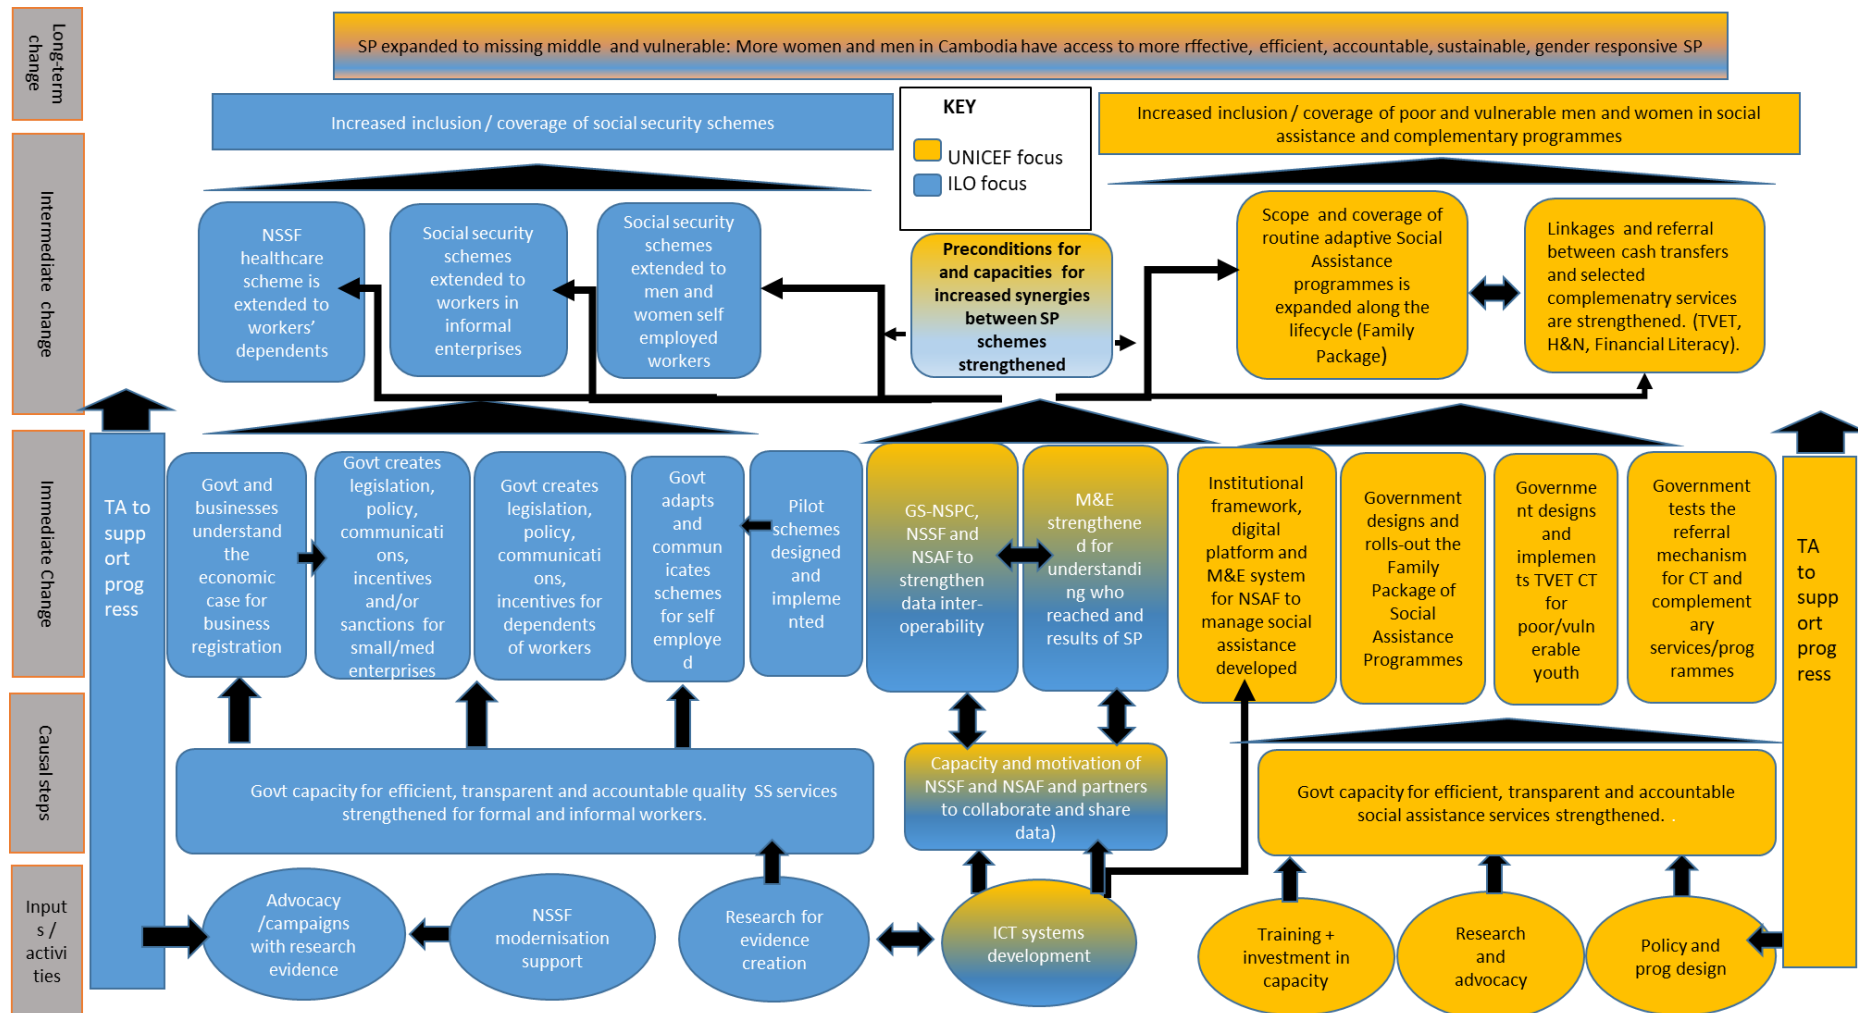 Long-term
change
SP expanded to missing middle and vulnerable: More women and men in Cambodia have access to more rffective, efficient, accountable, sustainable, gender responsive SP
Increased inclusion / coverage of social security schemes
KEY
UNICEF focus
ILO focus
Increased inclusion / coverage of poor and vulnerable men and women in social
assistance and complementary programmes
Intermediate change
NSSF
healthcare
scheme is
extended to
workers'
dependents
Social security
schemes
extended to
workers in
informal
enterprises
Social security
schemes
extended to
men and
women self
employed
workers
Preconditions for
and capacities for
increased synergies
between SP
schemes
strengthened
Scope and coverage of
routine adaptive Social
Assistance
programmes is
expanded along the
lifecycle (Family
Package)
Linkages and referral
between cash transfers
and selected
complemenatry services
are strengthened. (TVET,
H&N, Financial Literacy).
Immediate Change
TA to
supp
ort
prog
ress
Govt and
businesses
understand
the
economic
case for
business
registration
Govt creates
legislation,
policy,
communicati
ons,
incentives
and/or
sanctions for
small/med
enterprises
Govt creates
legislation,
policy,
communicati
ons,
incentives for
dependents
of workers
Govt
adapts
and
commun
icates
schemes
for self
employe
d
Pilot
schemes
designed
and
impleme
nted
GS-NSPC,
NSSF and
NSAF to
strengthen
data inter-
operability
M&E
strengthene
d for
understandi
ng who
reached and
results of SP
Institutional
framework,
digital
platform and
M&E system
for NSAF to
manage social
assistance
developed
Government
designs and
rolls-out the
Family
Package of
Social
Assistance
Programmes
Governme
nt designs
and
implemen
ts TVET CT
for
poor/vuln
erable
youth
Government
tests the
referral
mechanism
for CT and
complement
ary
services/prog
rammes
TA
to
supp
ort
prog
ress
Causal steps
Govt capacity for efficient, transparent and accountable quality SS services
strengthened for formal and informal workers.
Capacity and motivation of
NSSF and NSAF and partners
to collaborate and share
data)
Govt capacity for efficient, transparent and accountable
social assistance services strengthened. .
Input
s /
activi
ties
Advocacy
/campaigns
with research
evidence
NSSF
modernisation
support
Research for
evidence
creation
ICT systems
development
Training +
investment in
capacity
Research
and
advocacy
Policy and
prog design